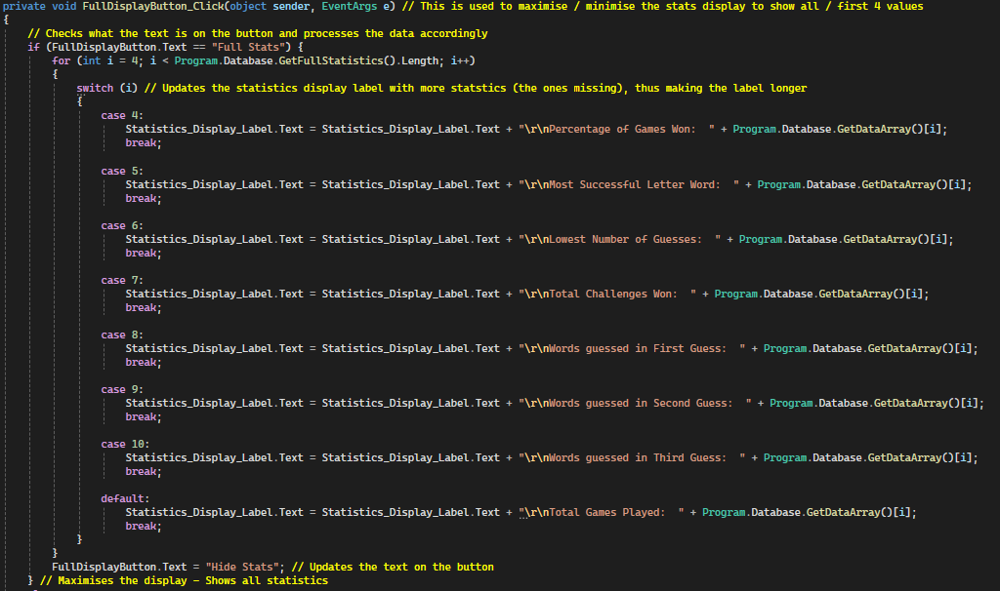 private void FullDisplayButton_Click(object sender, EventArgs e) // This is used to maximise / minimise the stats display to show all / first 4 values
{
// Checks what the text is on the button and processes the data accordingly
if (FullDisplayButton.Text == "Full Stats") {
for (int i = 4; i < Program.Database.GetFullStatistics().Length; i++)
{
switch (i) // Updates the statistics display label with more statstics (the ones missing), thus making the label longer
{
case 4:
Statistics_Display_Label.Text = Statistics_Display_Label.Text + "\r\nPercentage of Games Won:  " + Program.Database.GetDataArray()[i];
break;
case 5:
Statistics_Display_Label.Text = Statistics_Display_Label.Text + "\r\nMost Successful Letter Word:  " + Program.Database.GetDataArray()[i];
break;
case 6:
Statistics_Display_Label.Text = Statistics_Display_Label.Text + "\r\nLowest Number of Guesses:  " + Program.Database.GetDataArray()[i];
break;
case 7:
Statistics_Display_Label.Text = Statistics_Display_Label.Text + "\r\nTotal Challenges Won:  " + Program.Database.GetDataArray()[i];
break;
case 8:
Statistics_Display_Label.Text = Statistics_Display_Label.Text + "\r\nWords guessed in First Guess:  " + Program.Database.GetDataArray()[i];
break;
case 9:
Statistics_Display_Label.Text = Statistics_Display_Label.Text + "\r\nWords guessed in Second Guess:  " + Program.Database.GetDataArray()[i];
break;
case 10:
Statistics_Display_Label.Text = Statistics_Display_Label.Text + "\r\nWords guessed in Third Guess:  " + Program.Database.GetDataArray()[i];
break;
default:
Statistics_Display_Label.Text = Statistics_Display_Label.Text + "\r\nTotal Games Played:  " + Program.Database.GetDataArray()[i];
break;
}
}
FullDisplayButton.Text = "Hide Stats"; // Updates the text on the button
} // Maximises the display - Shows all statistics